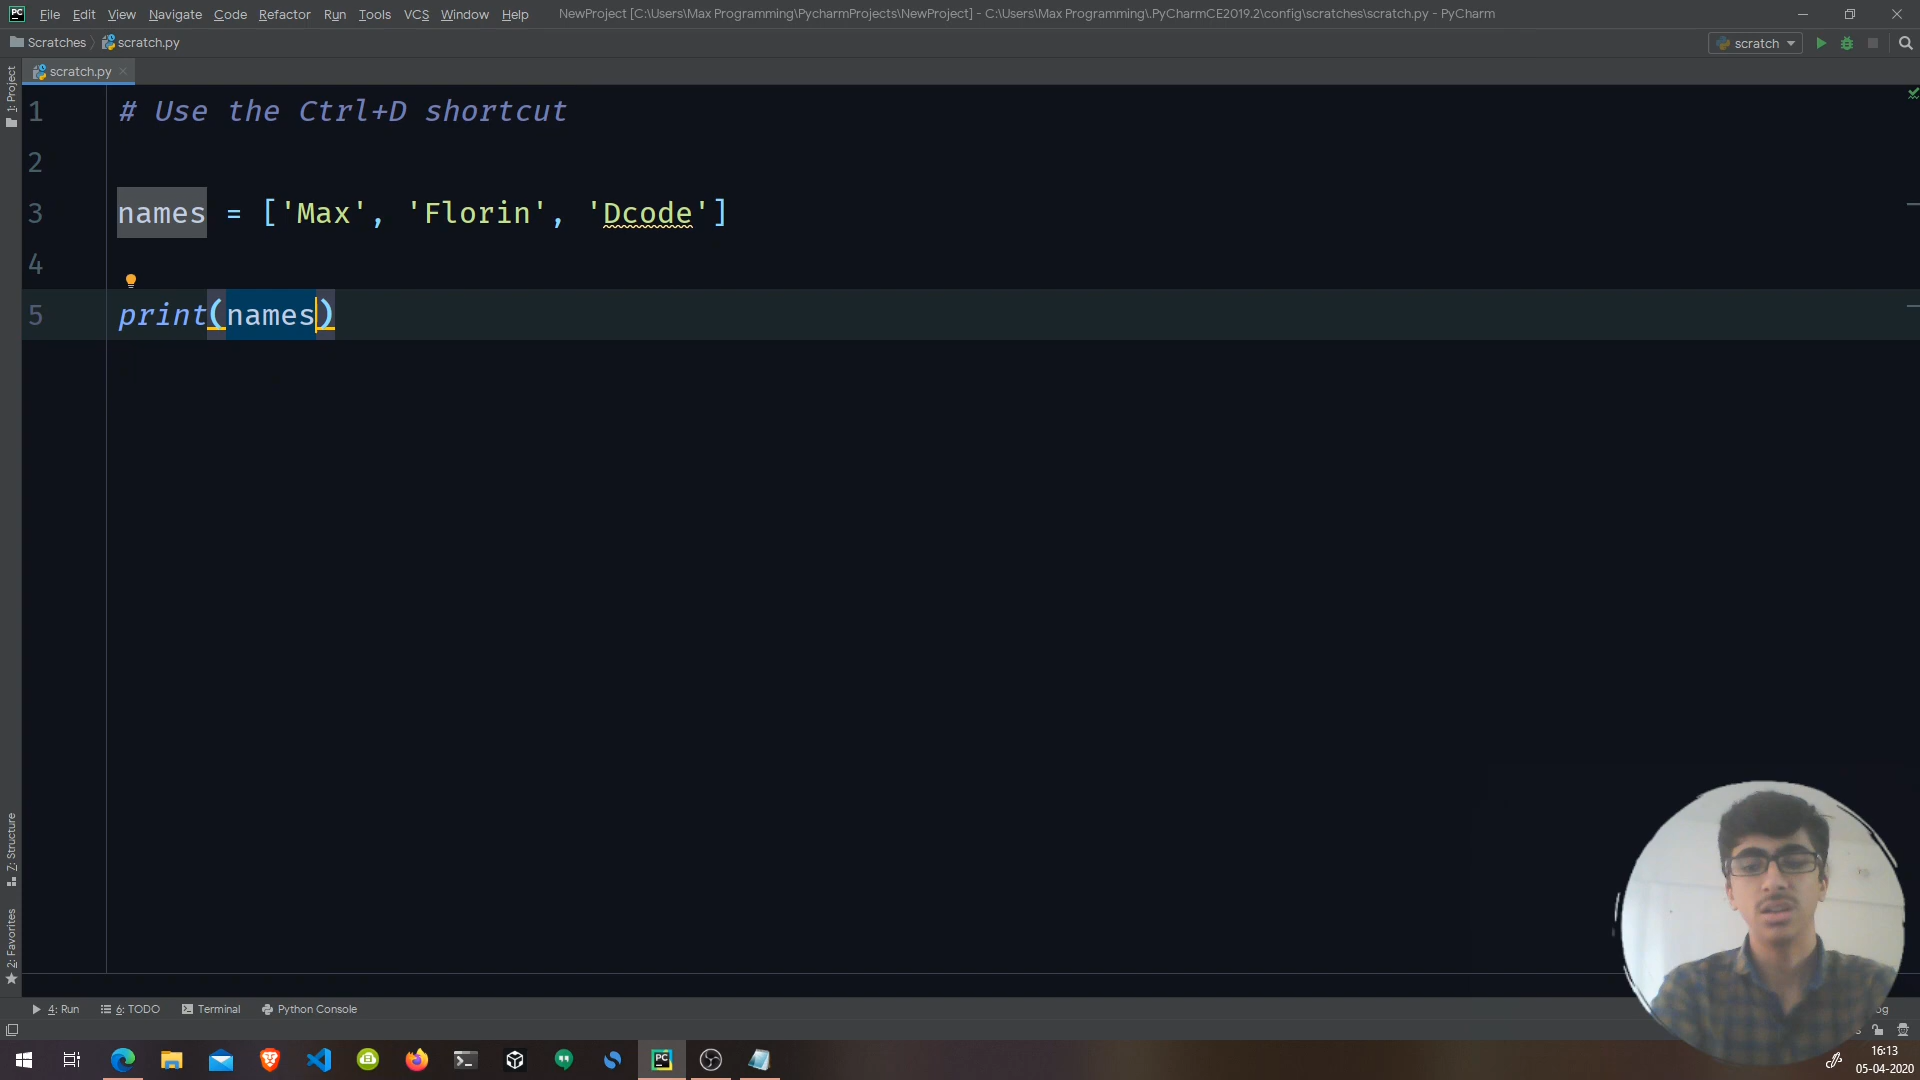 PC File Edit View Navigate Code Refactor Run Tools VCS Window Help NewProject [C:\Users\Max Programming\PycharmProjects\NewProject] - C:\Users\Max Programming\.PyCharmCE2019.2\config\scratches\scratch.py - PyCharm
Scratches scratch.py scratch
scratch.py
1: Project
1 # Use the Ctrl+D shortcut
2
3 names = ['Max', 'Florin', 'Dcode']
4
5 print(names)
Z: Structure
2: Favorites
4: Run 6: TODO Terminal Python Console
PC
16:13
05-04-2020